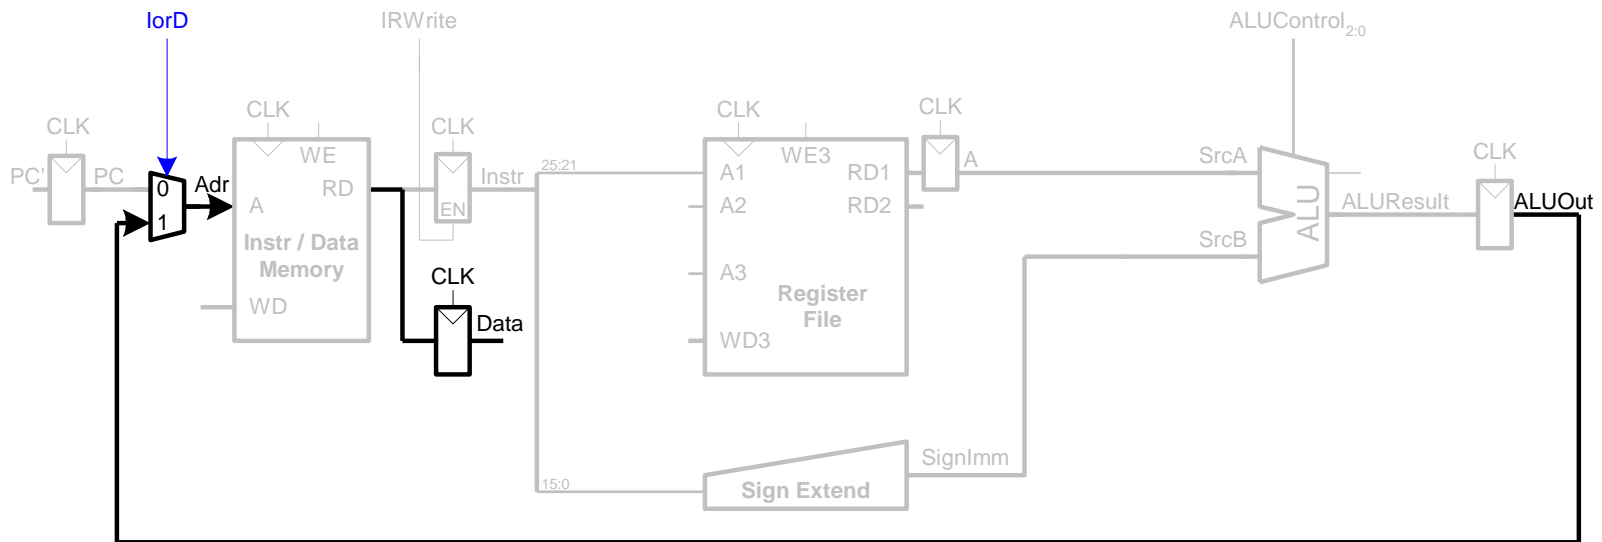 IorD
IRWrite
ALUControl2:0
CLK
CLK
CLK
CLK
CLK
CLK
PC'
PC
0
1
Adr
WE
RD
A
Instr / Data
Memory
WD
EN
Instr
CLK
Data
25:21
15:0
A1
A2
A3
WD3
WE3
RD1
RD2
Register
File
A
Sign Extend
SignImm
SrcA
SrcB
ALU
ALUResult
ALUOut